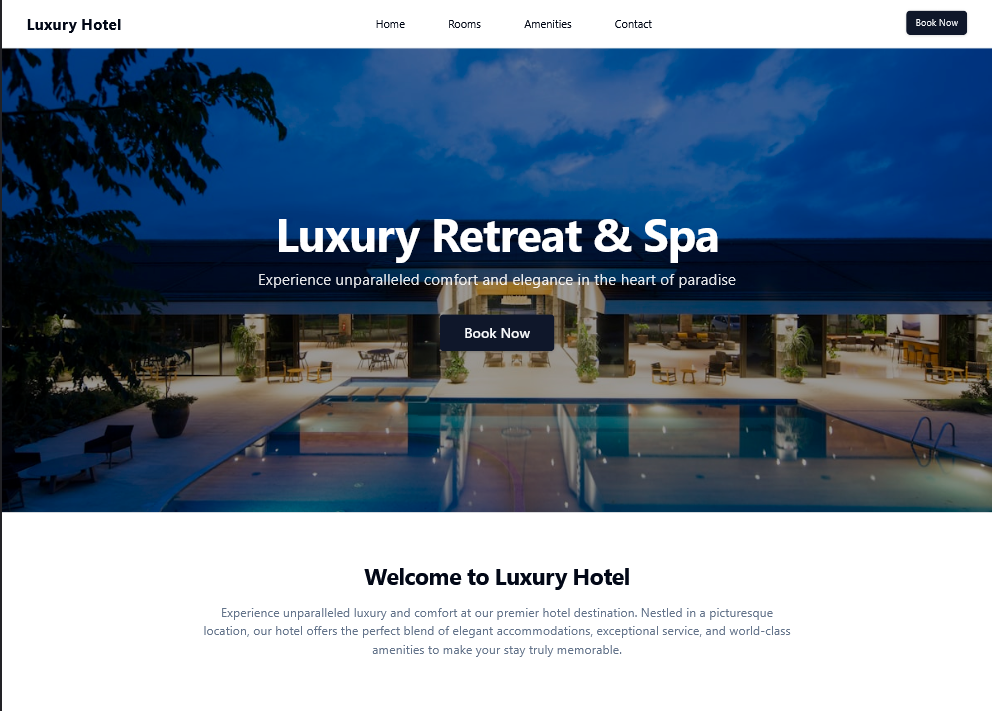 Luxury Hotel
Home Rooms Amenities Contact
Book Now
Luxury Retreat & Spa
Experience unparalleled comfort and elegance in the heart of paradise
Book Now
Welcome to Luxury Hotel
Experience unparalleled luxury and comfort at our premier hotel destination. Nestled in a picturesque
location, our hotel offers the perfect blend of elegant accommodations, exceptional service, and world-class
amenities to make your stay truly memorable.